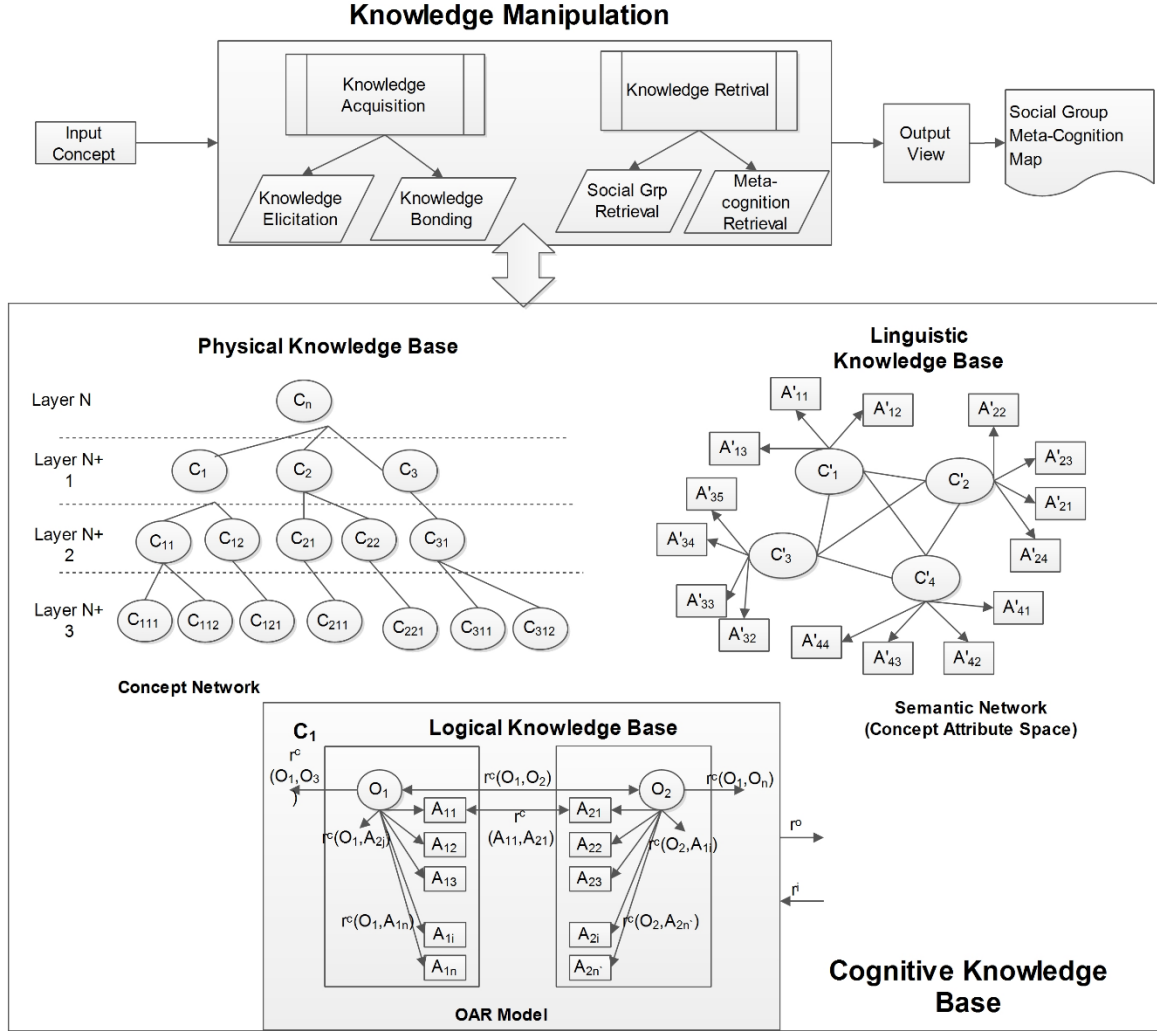 Knowledge Manipulation
Knowledge
Acquisition
Knowledge Retrival
Input
Concept
Output
View
Social Group
Meta-Cognition
Map
Knowledge
Elicitation
Knowledge
Bonding
Social Grp
Retrieval
Meta-
cognition
Retrieval
Physical Knowledge Base
Layer N
Cn
Layer N+
1
C1
C2
C3
Layer N+
2
C11
C12
C21
C22
C31
Layer N+
3
C111
C112
C121
C211
C221
C311
C312
Concept Network
Linguistic
Knowledge Base
A'11
A'12
A'22
A'13
A'23
C'1
C'2
A'35
A'21
A'34
C'3
A'24
C'4
A'33
A'41
A'32
A'44
A'43
A'42
Semantic Network
(Concept Attribute Space)
C1
Logical Knowledge Base
rc
(O1,O3
)
O1
rc(O1,O2)
O2
rc(O1,On)
A11
rc
(A11,A21)
A21
rc(O1,A2j)
A12
A22
rc(O2,A1i)
A13
A23
rc(O1,A1n)
A1i
A2i
rc(O2,A2n`)
A1n
A2n`
OAR Model
ro
ri
Cognitive Knowledge
Base